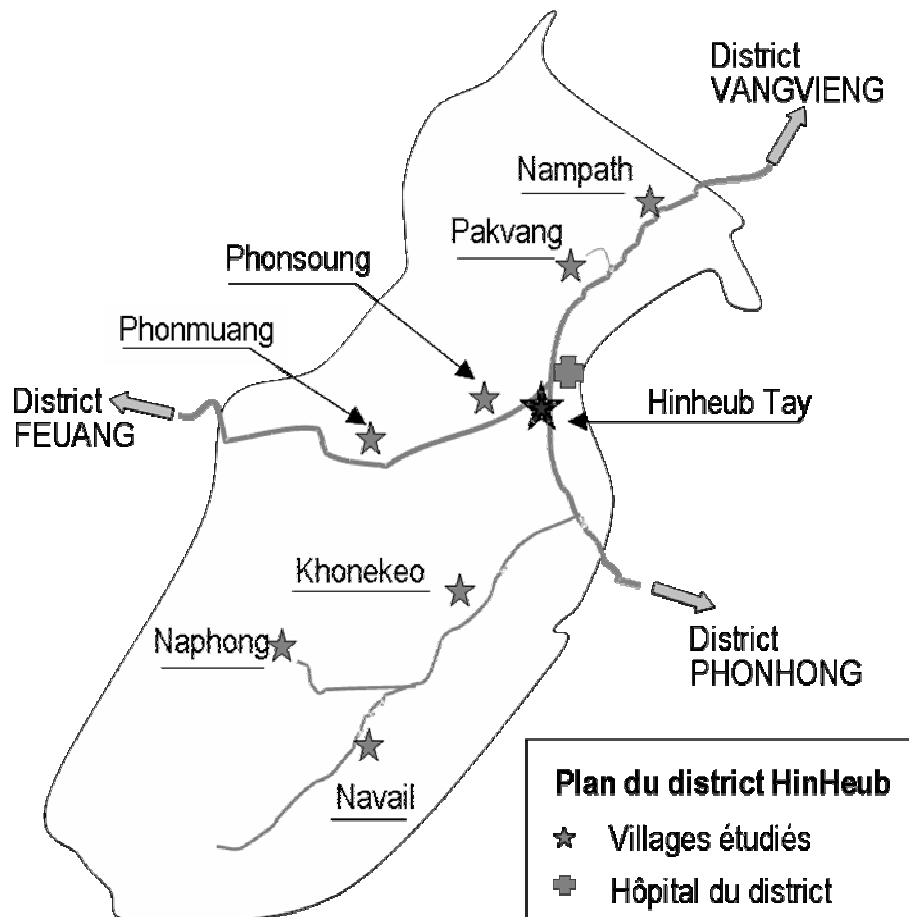 District
VANGVIENG
Nampath
Pakvang
Phonsoung
Phonmuang
District
FEUANG
Hinheub Tay
Khonekeo
Naphong
District
PHONHONG
Navail
Plan du district HinHeub
Villages étudiés
Hôpital du district